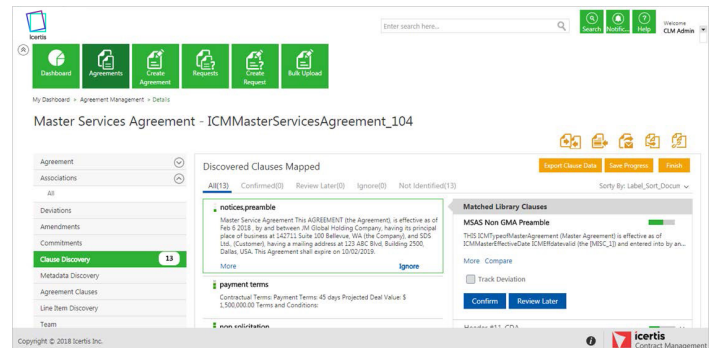 icertis
Enter search here...
Search
Notific...
Help
Welcome
CLM Admin
Dashboard
Agreements
Create
Agreement
Requests
Create
Request
Bulk Upload
My Dashboard > Agreement Management > Details
Master Services Agreement - ICMMasterServicesAgreement_104
Agreement
Associations
All
Deviations
Amendments
Commitments
Clause Discovery 13
Metadata Discovery
Agreement Clauses
Line Item Discovery
Team
Discovered Clauses Mapped
Export Clause Data
Save Progress
Finish
All(13) Confirmed(0) Review Later(0) Ignore(0) Not Identified(13)
Sorty By: Label_Sort_Docun
notices,preamble
Master Service Agreement This AGREEMENT (the Agreement), is effective as of
Feb 6 2018 , by and between JM Global Holding Company, having its principal
place of business at 142711 Suite 100 Bellevue, WA (the Company), and SDS
Ltd, (Customer), having a mailing address at 123 ABC Blvd, Building 2500,
Dallas, USA. This Agreement shall expire on 10/02/2019.
More Ignore
payment terms
Contractual Terms: Payment Terms: 45 days Projected Deal Value: $
1,500,000.00 Terms and Conditions:
non solicitation
Matched Library Clauses
MSAS Non GMA Preamble
THIS ICMTypeofMasterAgreement (Master Agreement) is effective as of
ICMMasterEffectiveDate ICMEffdatevalid (the [MISC_1]) and entered into by an...
More Compare
Track Deviation
Confirm
Review Later
Header #11, CDA
Copyright © 2018 Icertis Inc.
icertis
Contract Management